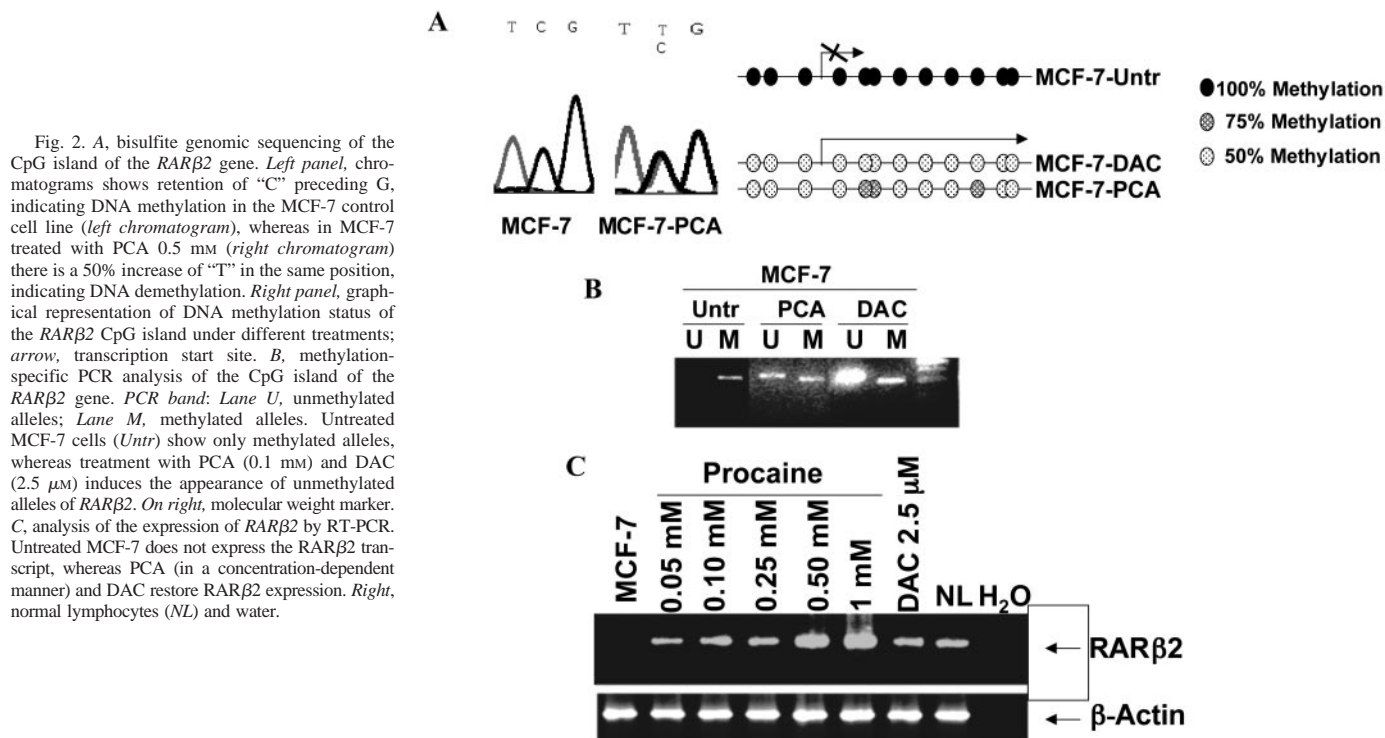 Fig. 2. A, bisulfite genomic sequencing of the
CpG island of the RARβ2 gene. Left panel, chro-
matograms shows retention of “C” preceding G,
indicating DNA methylation in the MCF-7 control
cell line (left chromatogram), whereas in MCF-7
treated with PCA 0.5 mM (right chromatogram)
there is a 50% increase of “T” in the same position,
indicating DNA demethylation. Right panel, graph-
ical representation of DNA methylation status of
the RARβ2 CpG island under different treatments;
arrow, transcription start site. B, methylation-
specific PCR analysis of the CpG island of the
RARβ2 gene. PCR band: Lane U, unmethylated
alleles; Lane M, methylated alleles. Untreated
MCF-7 cells (Untr) show only methylated alleles,
whereas treatment with PCA (0.1 mM) and DAC
(2.5 μM) induces the appearance of unmethylated
alleles of RARβ2. On right, molecular weight marker.
C, analysis of the expression of RARβ2 by RT-PCR.
Untreated MCF-7 does not express the RARβ2 tran-
script, whereas PCA (in a concentration-dependent
manner) and DAC restore RARβ2 expression. Right,
normal lymphocytes (NL) and water.
A
T C G T T G
C
MCF-7 MCF-7-PCA
MCF-7-Untr
MCF-7-DAC
MCF-7-PCA
100% Methylation
75% Methylation
50% Methylation
B
MCF-7
Untr PCA DAC
U M U M U M
C
Procaine
MCF-7 0.05 mM 0.10 mM 0.25 mM 0.50 mM 1 mM DAC 2.5 μM NL H₂O
RARβ2
β-Actin